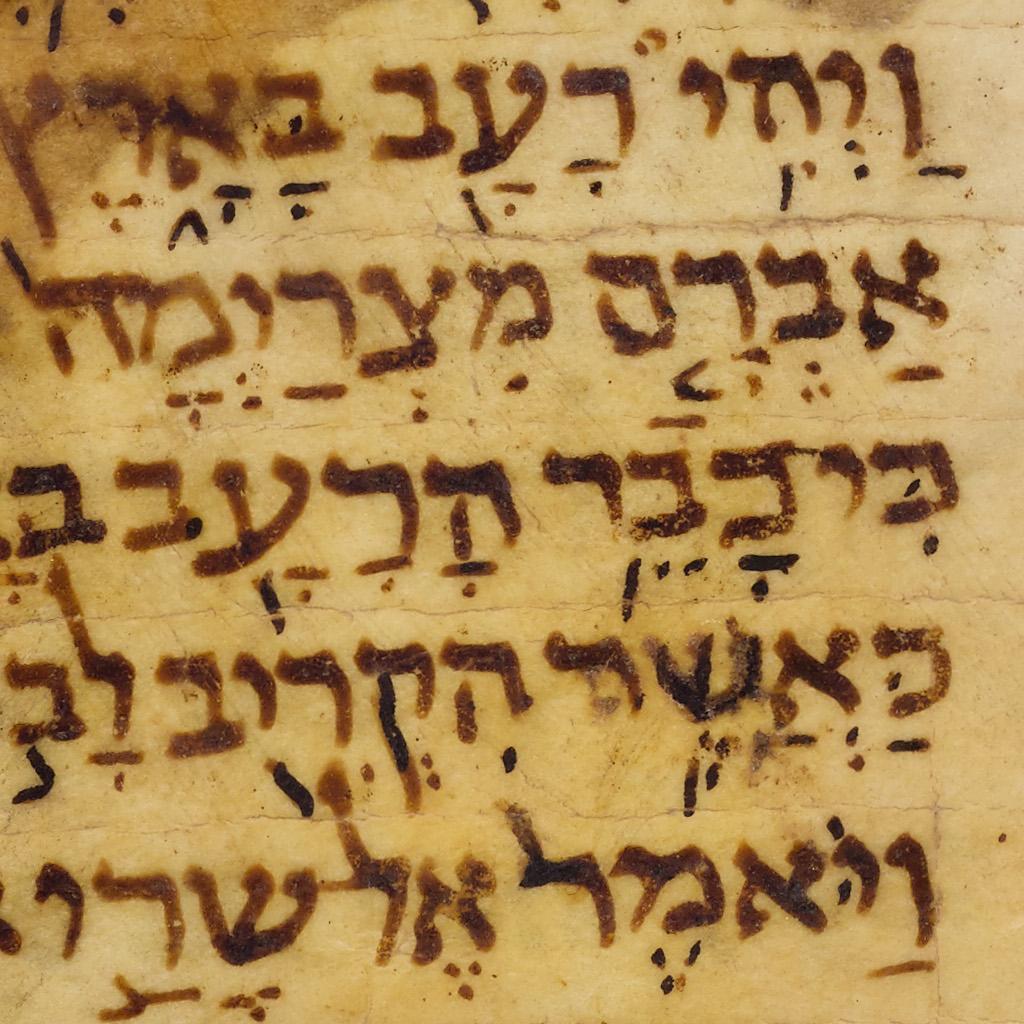 וַיְהִי רָעָב בָּאָרֶץ
אַבְרָם מִצְרַיְמָה
כִּי כָבֵד הָרָעָב
כַּאֲשֶׁר הִקְרִיב לָב
וַיֹּאמֶר אֶל שָׂרַי